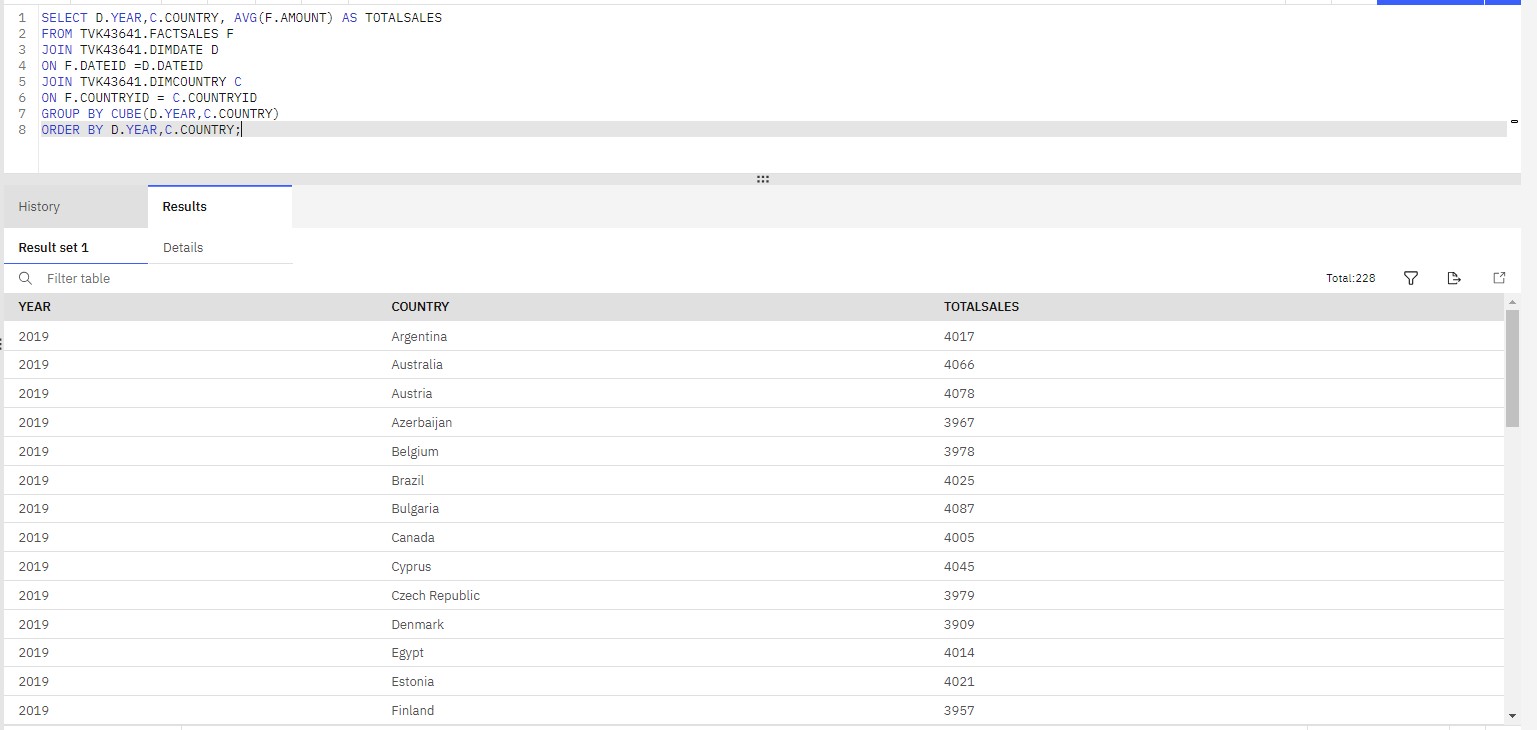 1 SELECT D.YEAR,C.COUNTRY, AVG(F.AMOUNT) AS TOTALSALES
2 FROM TVK43641.FACTSALES F
3 JOIN TVK43641.DIMDATE D
4 ON F.DATEID =D.DATEID
5 JOIN TVK43641.DIMCOUNTRY C
6 ON F.COUNTRYID = C.COUNTRYID
7 GROUP BY CUBE(D.YEAR,C.COUNTRY)
8 ORDER BY D.YEAR,C.COUNTRY;
History Results
Result set 1 Details
Filter table Total:228
YEAR COUNTRY TOTALSALES
2019 Argentina 4017
2019 Australia 4066
2019 Austria 4078
2019 Azerbaijan 3967
2019 Belgium 3978
2019 Brazil 4025
2019 Bulgaria 4087
2019 Canada 4005
2019 Cyprus 4045
2019 Czech Republic 3979
2019 Denmark 3909
2019 Egypt 4014
2019 Estonia 4021
2019 Finland 3957